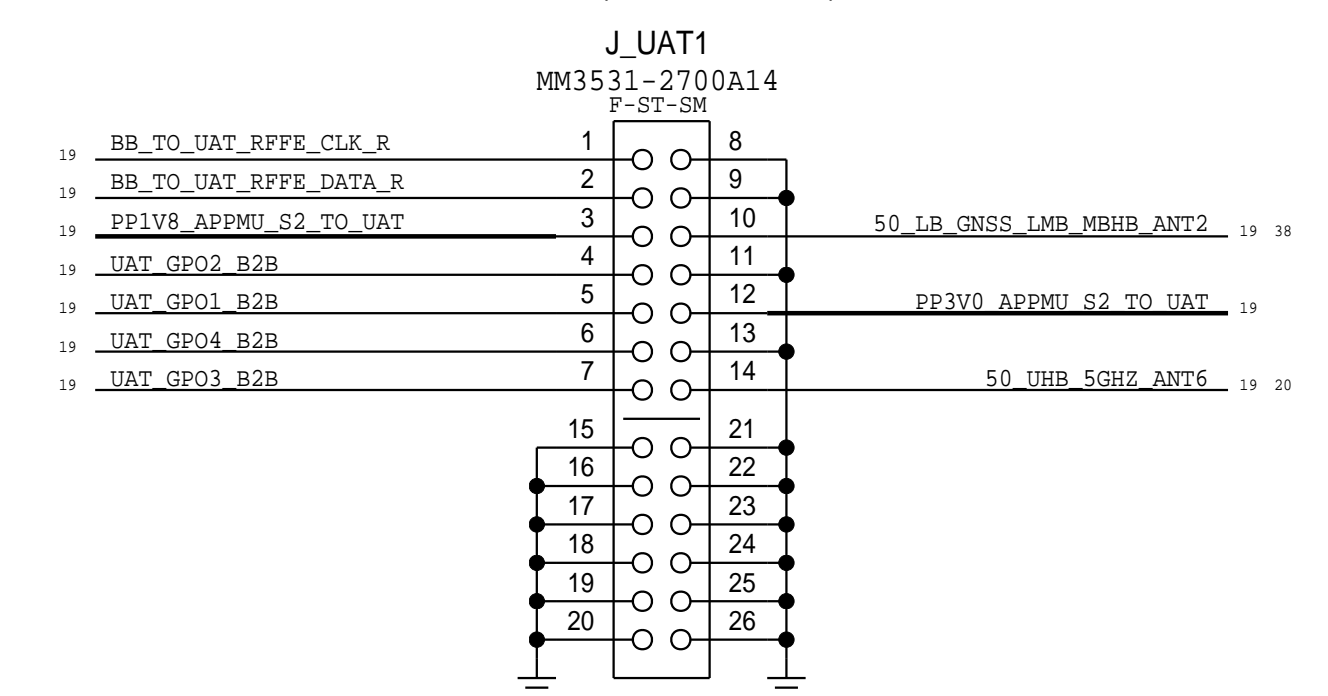 J_UAT1
MM3531-2700A14
F-ST-SM
19 BB_TO_UAT_RFFE_CLK_R 1 8
19 BB_TO_UAT_RFFE_DATA_R 2 9
19 PP1V8_APPMU_S2_TO_UAT 3 10 50_LB_GNSS_LMB_MBHB_ANT2 19 38
19 UAT_GPO2_B2B 4 11
19 UAT_GPO1_B2B 5 12 PP3V0_APPMU_S2_TO_UAT 19
19 UAT_GPO4_B2B 6 13
19 UAT_GPO3_B2B 7 14 50_UHB_5GHZ_ANT6 19 20
15 21
16 22
17 23
18 24
19 25
20 26